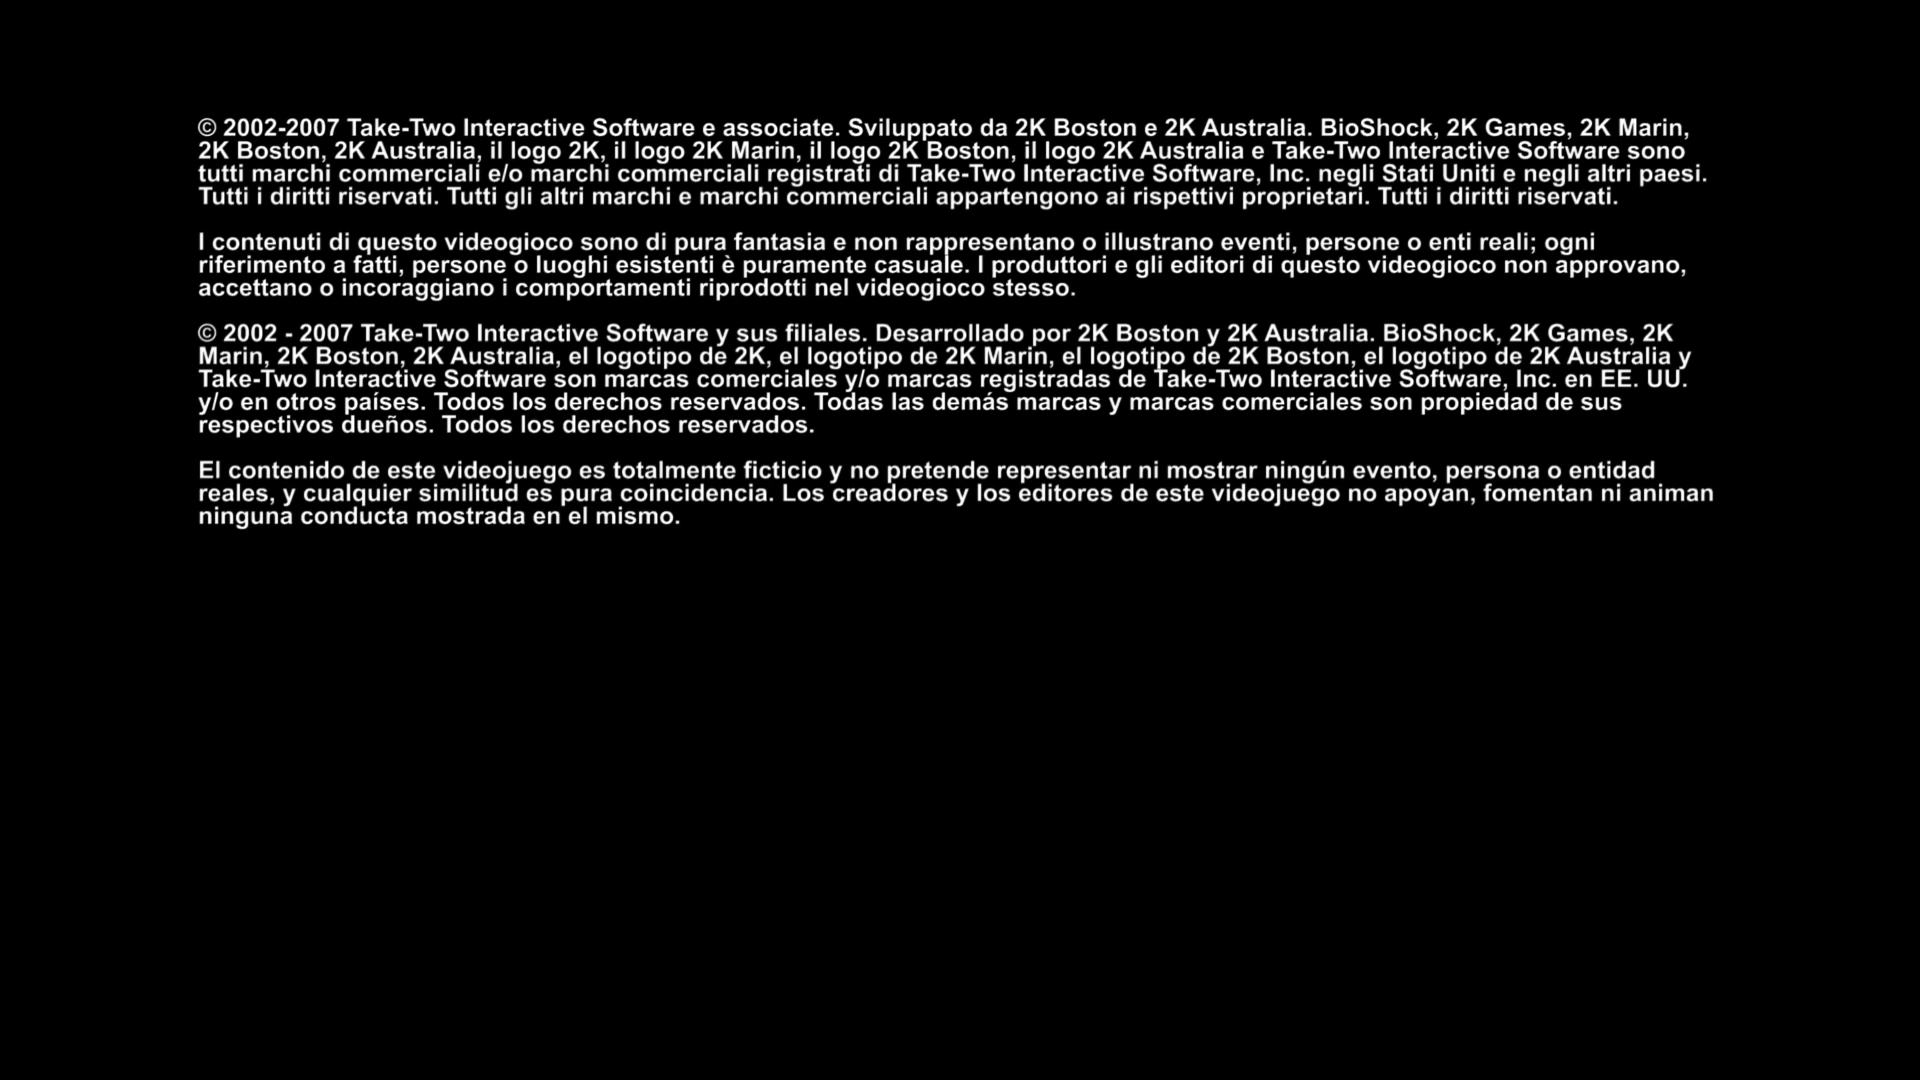 © 2002-2007 Take-Two Interactive Software e associate. Sviluppato da 2K Boston e 2K Australia. BioShock, 2K Games, 2K Marin,
2K Boston, 2K Australia, il logo 2K, il logo 2K Marin, il logo 2K Boston, il logo 2K Australia e Take-Two Interactive Software sono
tutti marchi commerciali e/o marchi commerciali registrati di Take-Two Interactive Software, Inc. negli Stati Uniti e negli altri paesi.
Tutti i diritti riservati. Tutti gli altri marchi e marchi commerciali appartengono ai rispettivi proprietari. Tutti i diritti riservati.
I contenuti di questo videogioco sono di pura fantasia e non rappresentano o illustrano eventi, persone o enti reali; ogni
riferimento a fatti, persone o luoghi esistenti è puramente casuale. I produttori e gli editori di questo videogioco non approvano,
accettano o incoraggiano i comportamenti riprodotti nel videogioco stesso.
© 2002 - 2007 Take-Two Interactive Software y sus filiales. Desarrollado por 2K Boston y 2K Australia. BioShock, 2K Games, 2K
Marin, 2K Boston, 2K Australia, el logotipo de 2K, el logotipo de 2K Marin, el logotipo de 2K Boston, el logotipo de 2K Australia y
Take-Two Interactive Software son marcas comerciales y/o marcas registradas de Take-Two Interactive Software, Inc. en EE. UU.
y/o en otros países. Todos los derechos reservados. Todas las demás marcas y marcas comerciales son propiedad de sus
respectivos dueños. Todos los derechos reservados.
El contenido de este videojuego es totalmente ficticio y no pretende representar ni mostrar ningún evento, persona o entidad
reales, y cualquier similitud es pura coincidencia. Los creadores y los editores de este videojuego no apoyan, fomentan ni animan
ninguna conducta mostrada en el mismo.